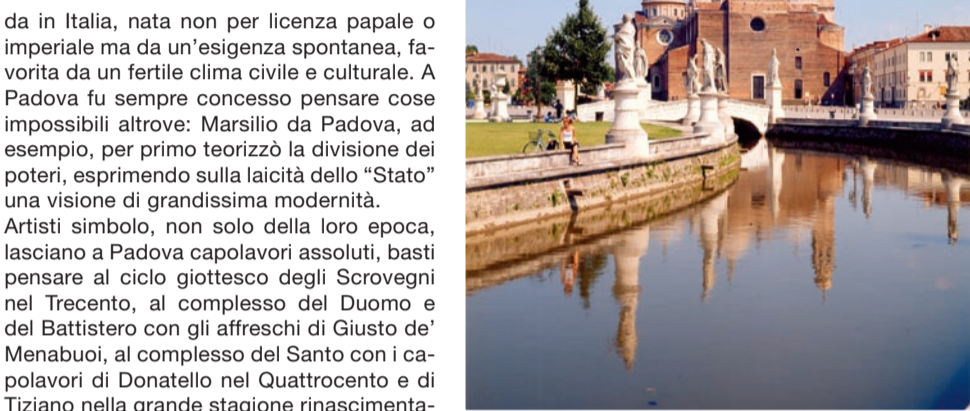 da in Italia, nata non per licenza papale o
imperiale ma da un'esigenza spontanea, fa-
vorita da un fertile clima civile e culturale. A
Padova fu sempre concesso pensare cose
impossibili altrove: Marsilio da Padova, ad
esempio, per primo teorizzò la divisione dei
poteri, esprimendo sulla laicità dello “Stato”
una visione di grandissima modernità.
Artisti simbolo, non solo della loro epoca,
lasciano a Padova capolavori assoluti, basti
pensare al ciclo giottesco degli Scrovegni
nel Trecento, al complesso del Duomo e
del Battistero con gli affreschi di Giusto de’
Menabuoi, al complesso del Santo con i ca-
polavori di Donatello nel Quattrocento e di
Tiziano nella grande stagione rinascimenta-